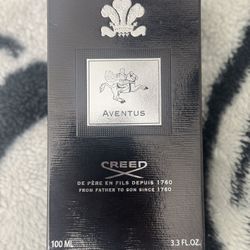 AVENTUS
CREED
DE PÈRE EN FILS DEPUIS 1760
FROM FATHER TO SON SINCE 1760
100 ML
3.3 FL.OZ.